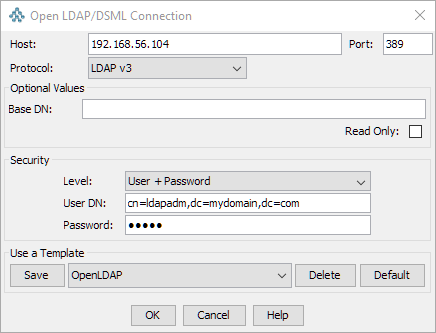 Open LDAP/DSML Connection
Host: 192.168.56.104 Port: 389
Protocol: LDAP v3
Optional Values
Base DN:
Read Only:
Security
Level: User + Password
User DN: cn=ldapadm,dc=mydomain,dc=com
Password: •••••
Use a Template
Save OpenLDAP Delete Default
OK Cancel Help